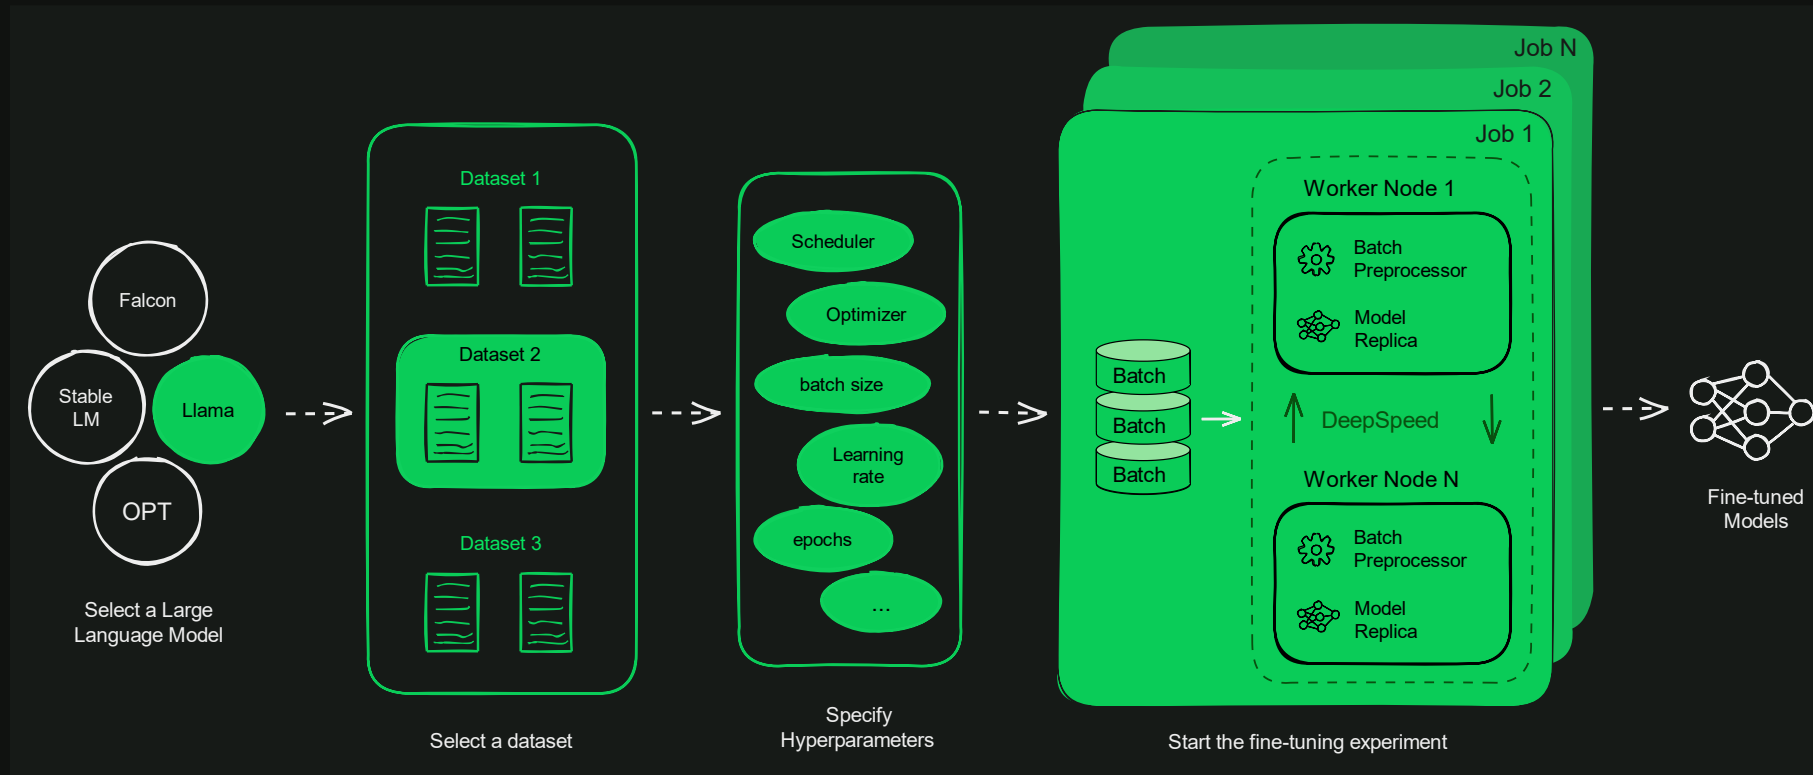 Falcon
Stable
LM
Llama
OPT
Select a Large
Language Model
Dataset 1
Dataset 2
Dataset 3
Select a dataset
Scheduler
Optimizer
batch size
Learning
rate
epochs
...
Specify
Hyperparameters
Job N
Job 2
Job 1
Batch
Batch
Batch
Worker Node 1
Batch
Preprocessor
Model
Replica
DeepSpeed
Worker Node N
Batch
Preprocessor
Model
Replica
Start the fine-tuning experiment
Fine-tuned
Models